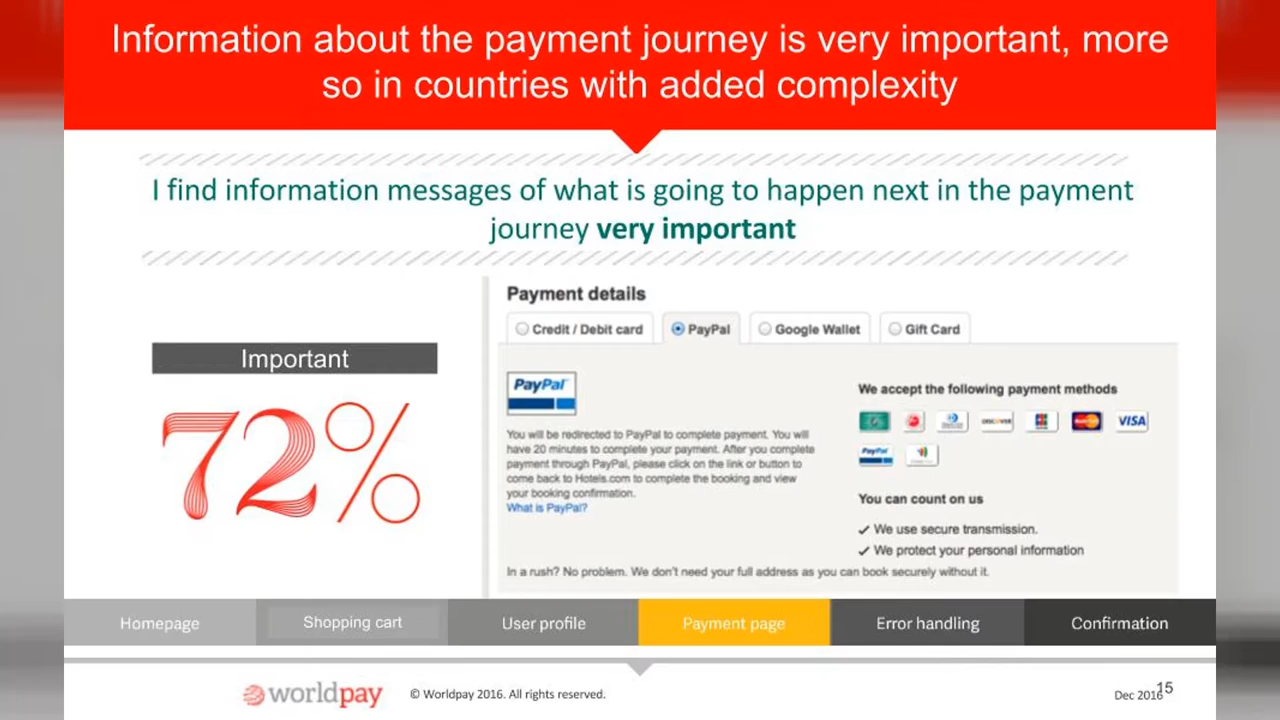 Information about the payment journey is very important, more
so in countries with added complexity
I find information messages of what is going to happen next in the payment
journey very important
Important
72%
Payment details
Credit / Debit card
PayPal
Google Wallet
Gift Card
PayPal
You will be redirected to PayPal to complete payment. You will
have 20 minutes to complete your payment. After you complete
payment through PayPal, please click on the link or button to
come back to Hotels.com to complete the booking and view
your booking confirmation.
What is PayPal?
We accept the following payment methods
DISCOVER
JCB
MasterCard
VISA
PayPal
You can count on us
✓ We use secure transmission.
✓ We protect your personal information
In a rush? No problem. We don't need your full address as you can book securely without it.
Homepage
Shopping cart
User profile
Payment page
Error handling
Confirmation
worldpay
© Worldpay 2016. All rights reserved.
Dec 2016
15